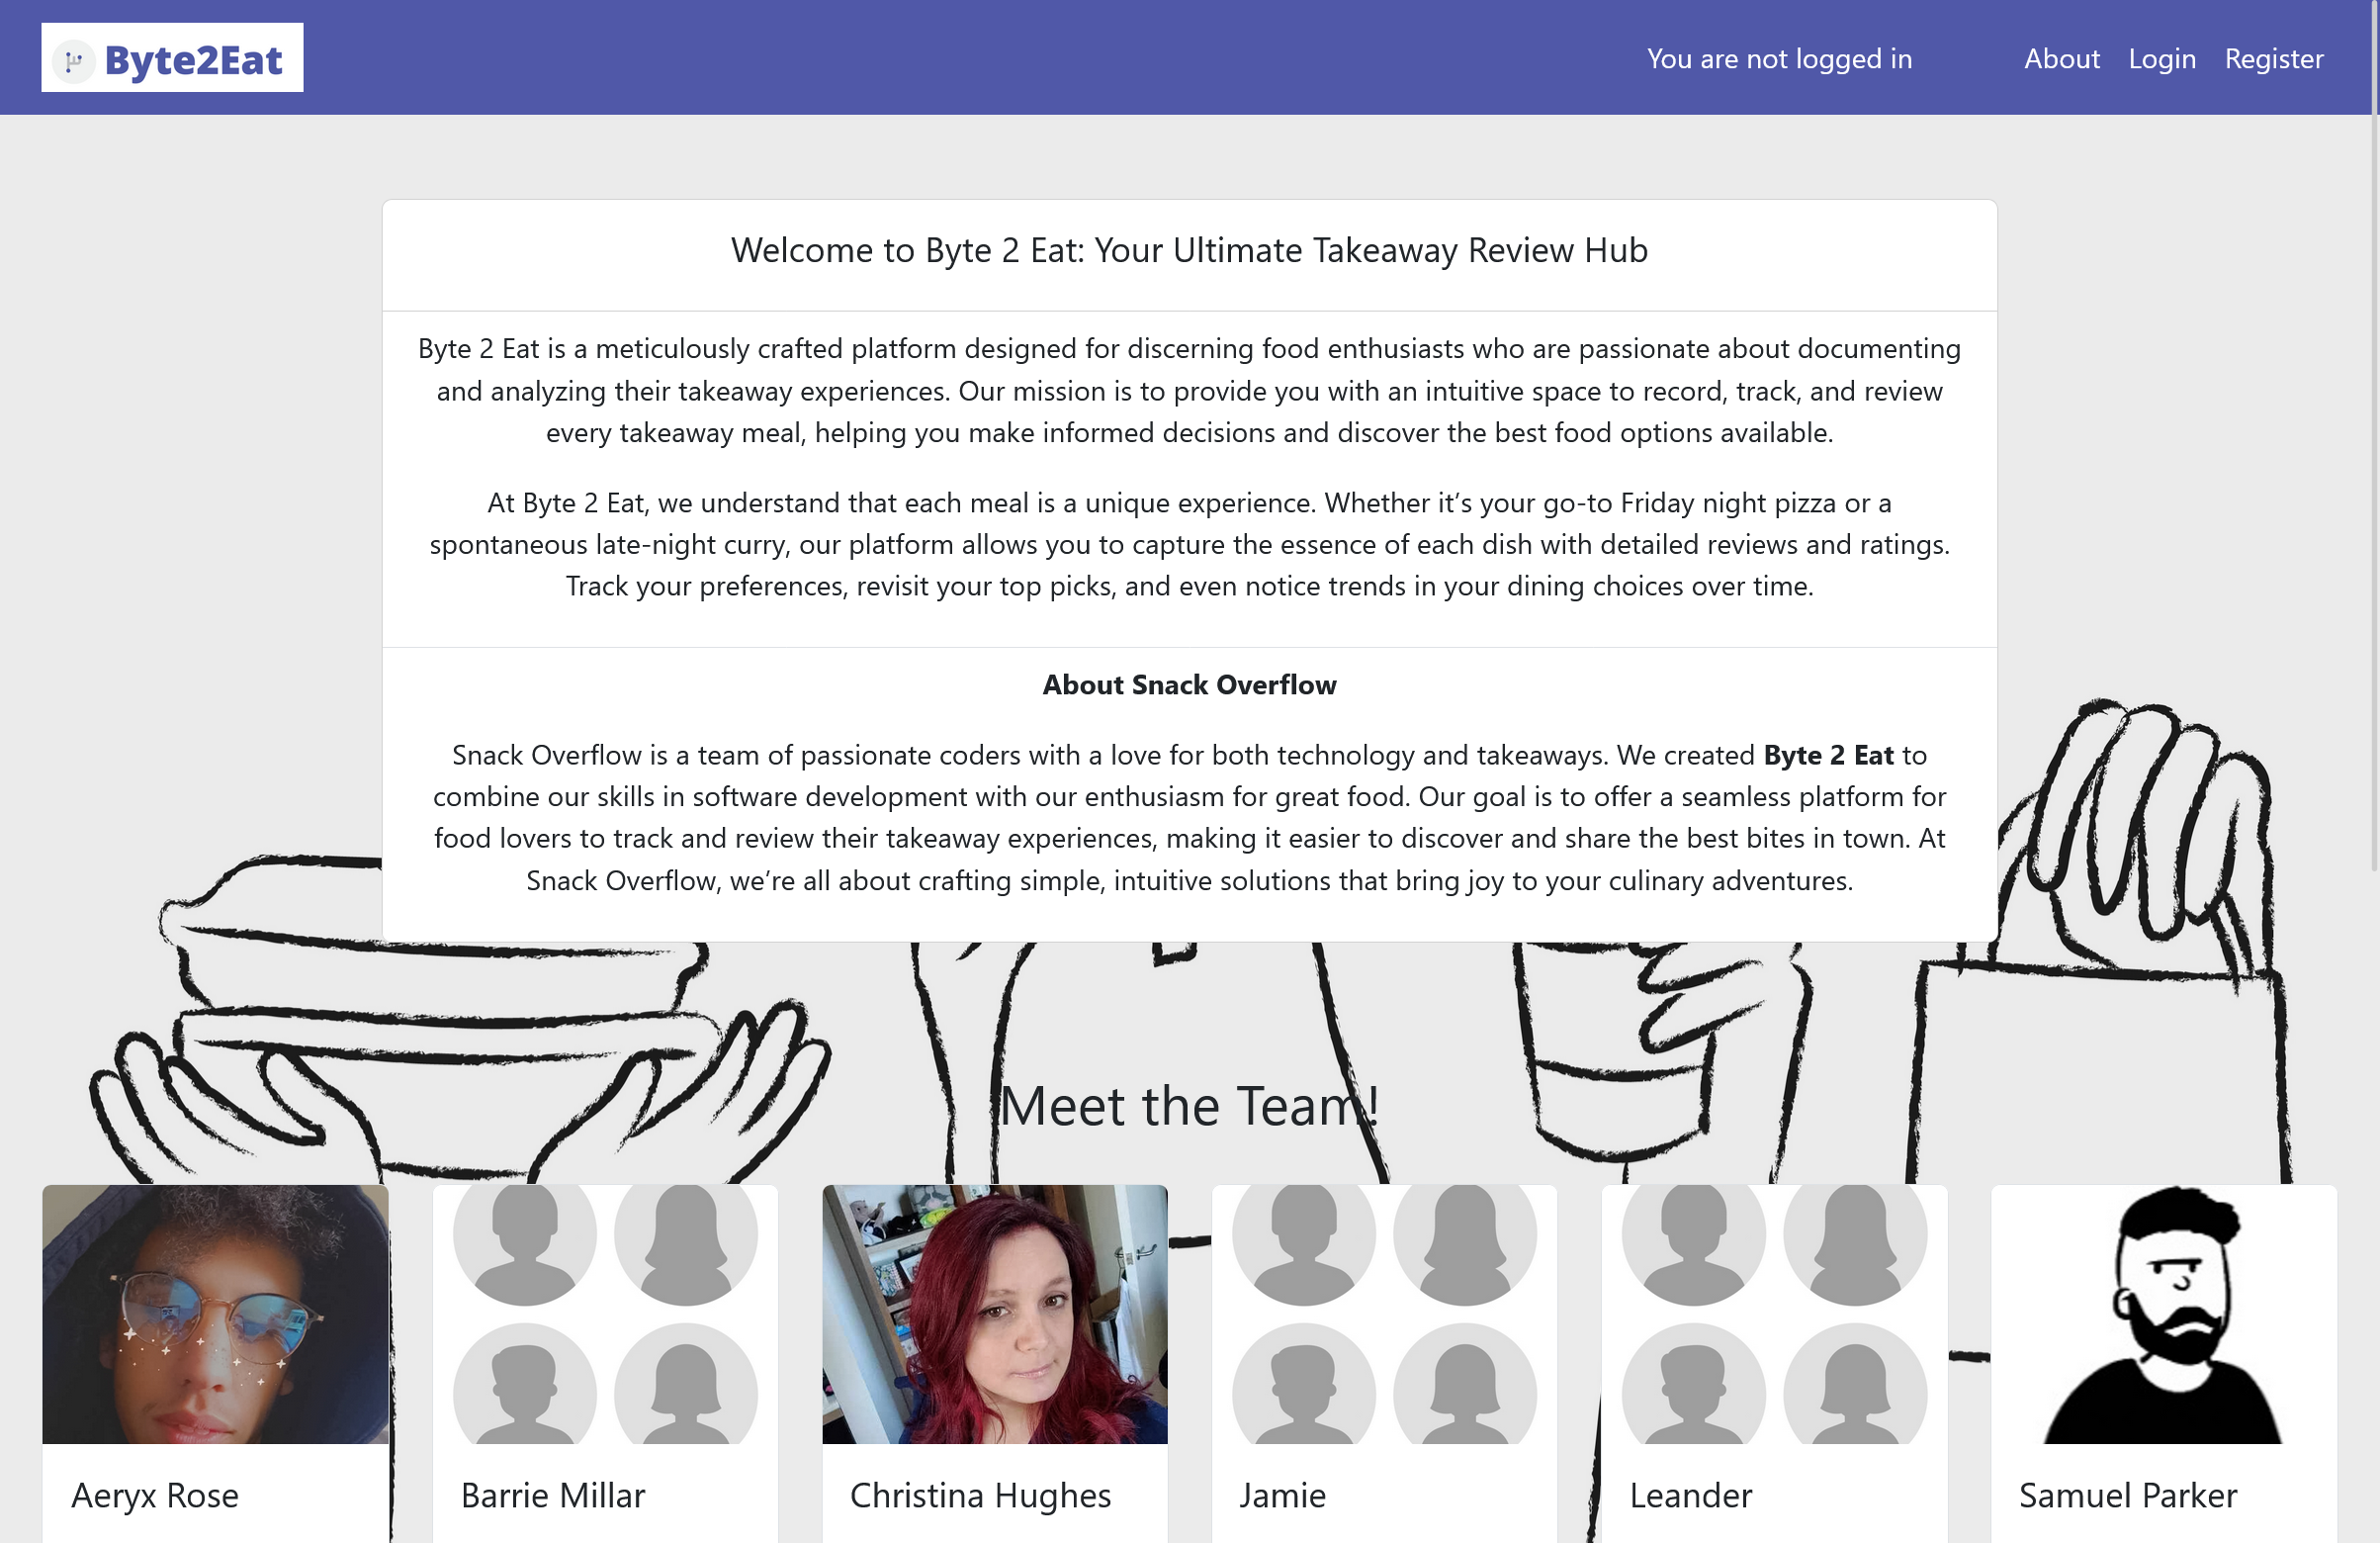 Byte2Eat
You are not logged in
About
Login
Register
Welcome to Byte 2 Eat: Your Ultimate Takeaway Review Hub
Byte 2 Eat is a meticulously crafted platform designed for discerning food enthusiasts who are passionate about documenting
and analyzing their takeaway experiences. Our mission is to provide you with an intuitive space to record, track, and review
every takeaway meal, helping you make informed decisions and discover the best food options available.
At Byte 2 Eat, we understand that each meal is a unique experience. Whether it’s your go-to Friday night pizza or a
spontaneous late-night curry, our platform allows you to capture the essence of each dish with detailed reviews and ratings.
Track your preferences, revisit your top picks, and even notice trends in your dining choices over time.
About Snack Overflow
Snack Overflow is a team of passionate coders with a love for both technology and takeaways. We created Byte 2 Eat to
combine our skills in software development with our enthusiasm for great food. Our goal is to offer a seamless platform for
food lovers to track and review their takeaway experiences, making it easier to discover and share the best bites in town. At
Snack Overflow, we’re all about crafting simple, intuitive solutions that bring joy to your culinary adventures.
Meet the Team!
Aeryx Rose
Barrie Millar
Christina Hughes
Jamie
Leander
Samuel Parker